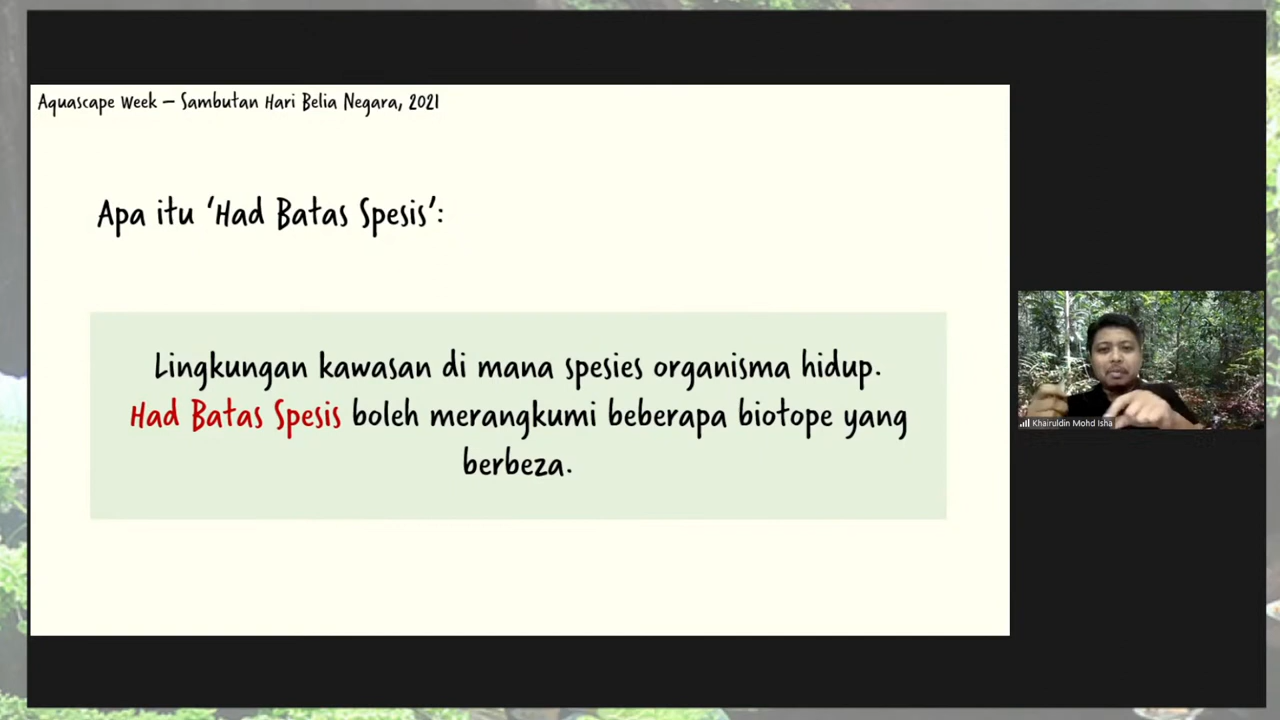 Aquascape Week – Sambutan Hari Belia Negara, 2021
Apa itu ‘Had Batas Spesis’:
Lingkungan kawasan di mana spesies organisma hidup.
Had Batas Spesis boleh merangkumi beberapa biotope yang
berbeza.
Khairuldin Mohd Isha